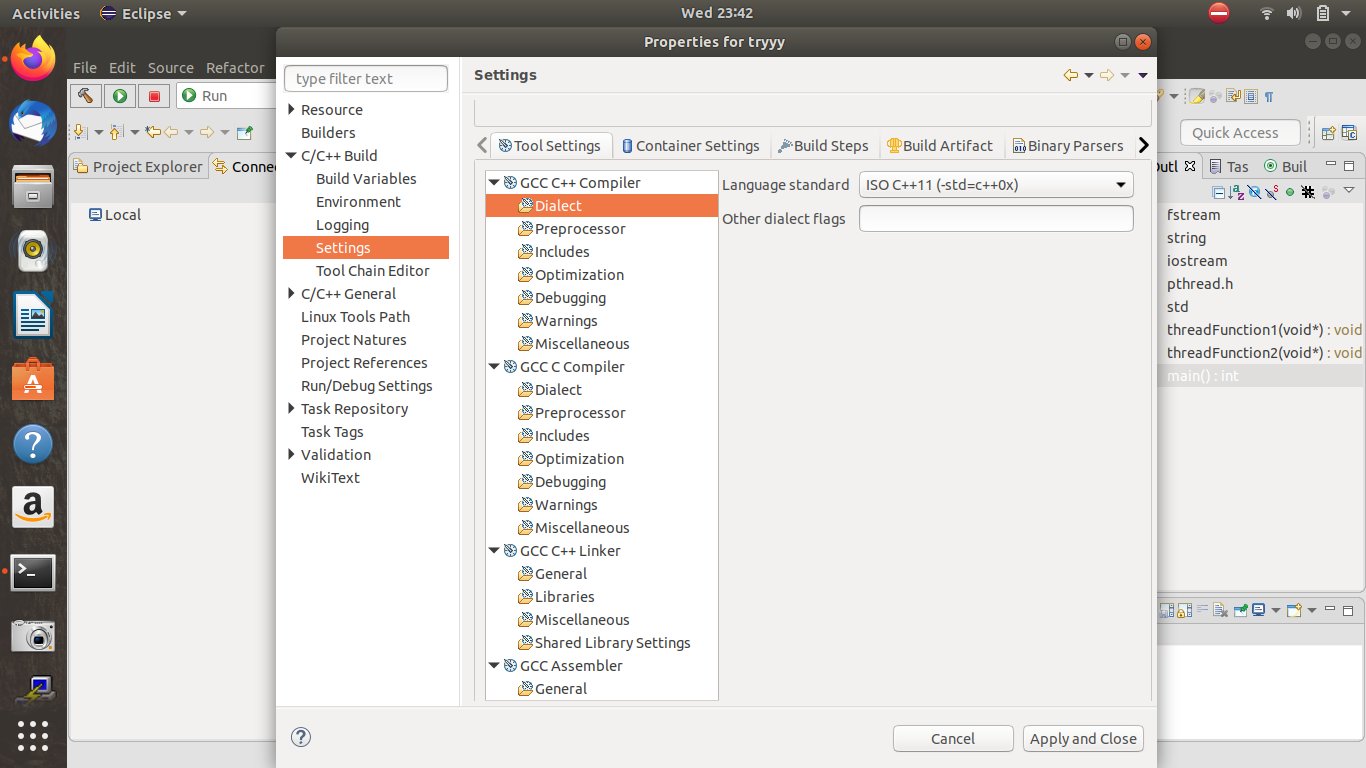 Activities Eclipse Wed 23:42
Properties for tryyy
File Edit Source Refactor
Run
Quick Access
Project Explorer Conne
Local
type filter text
Resource
Builders
C/C++ Build
Build Variables
Environment
Logging
Settings
Tool Chain Editor
C/C++ General
Linux Tools Path
Project Natures
Project References
Run/Debug Settings
Task Repository
Task Tags
Validation
WikiText
Settings
Tool Settings Container Settings Build Steps Build Artifact Binary Parsers
GCC C++ Compiler
Dialect
Preprocessor
Includes
Optimization
Debugging
Warnings
Miscellaneous
GCC C Compiler
Dialect
Preprocessor
Includes
Optimization
Debugging
Warnings
Miscellaneous
GCC C++ Linker
General
Libraries
Miscellaneous
Shared Library Settings
GCC Assembler
General
Language standard ISO C++11 (-std=c++0x)
Other dialect flags
Cancel Apply and Close
utl Tas Buil
fstream
string
iostream
pthread.h
std
threadFunction1(void*) : void
threadFunction2(void*) : void
main() : int